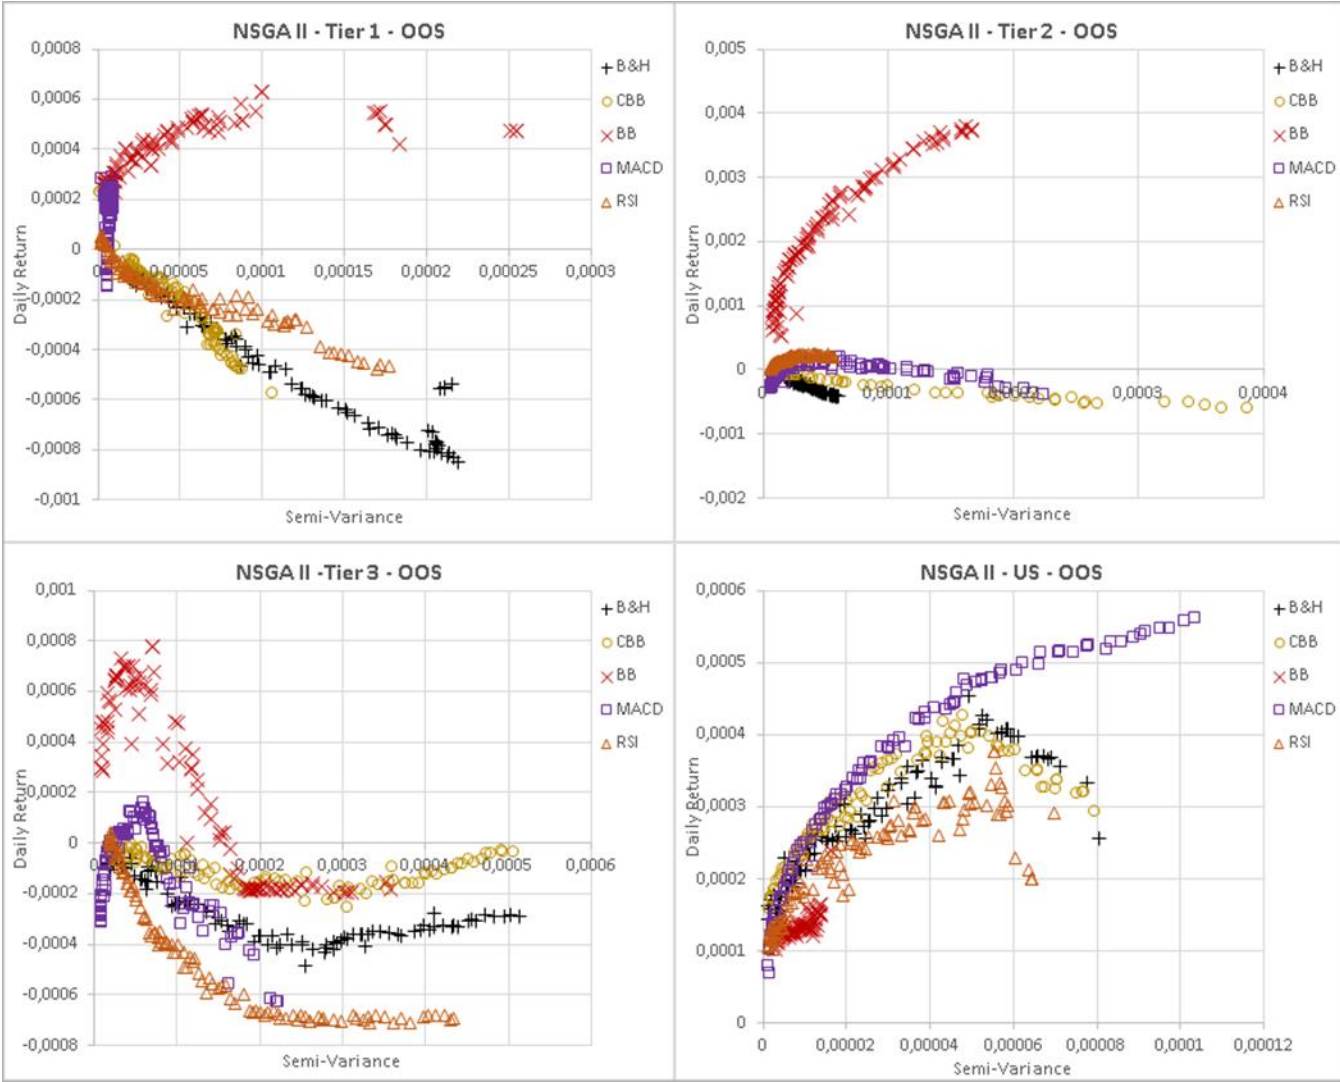 NSGA II - Tier 1 - OOS
0,0008
0,0006
0,0004
0,0002
0
-0,0002
-0,0004
-0,0006
-0,0008
-0,001
Daily Return
0 0,00005 0,0001 0,00015 0,0002 0,00025 0,0003
Semi-Variance
B&H
CBB
BB
MACD
RSI
NSGA II - Tier 2 - OOS
0,005
0,004
0,003
0,002
0,001
0
-0,001
-0,002
Daily Return
0 0,0001 0,0003 0,0004
Semi-Variance
B&H
CBB
BB
MACD
RSI
NSGA II -Tier 3 - OOS
0,001
0,0008
0,0006
0,0004
0,0002
0
-0,0002
-0,0004
-0,0006
-0,0008
Daily Return
0 0,0001 0,0002 0,0003 0,0004 0,0005 0,0006
Semi-Variance
B&H
CBB
BB
MACD
RSI
NSGA II - US - OOS
0,0006
0,0005
0,0004
0,0003
0,0002
0,0001
0
Daily Return
0 0,00002 0,00004 0,00006 0,00008 0,0001 0,00012
Semi-Variance
B&H
CBB
BB
MACD
RSI